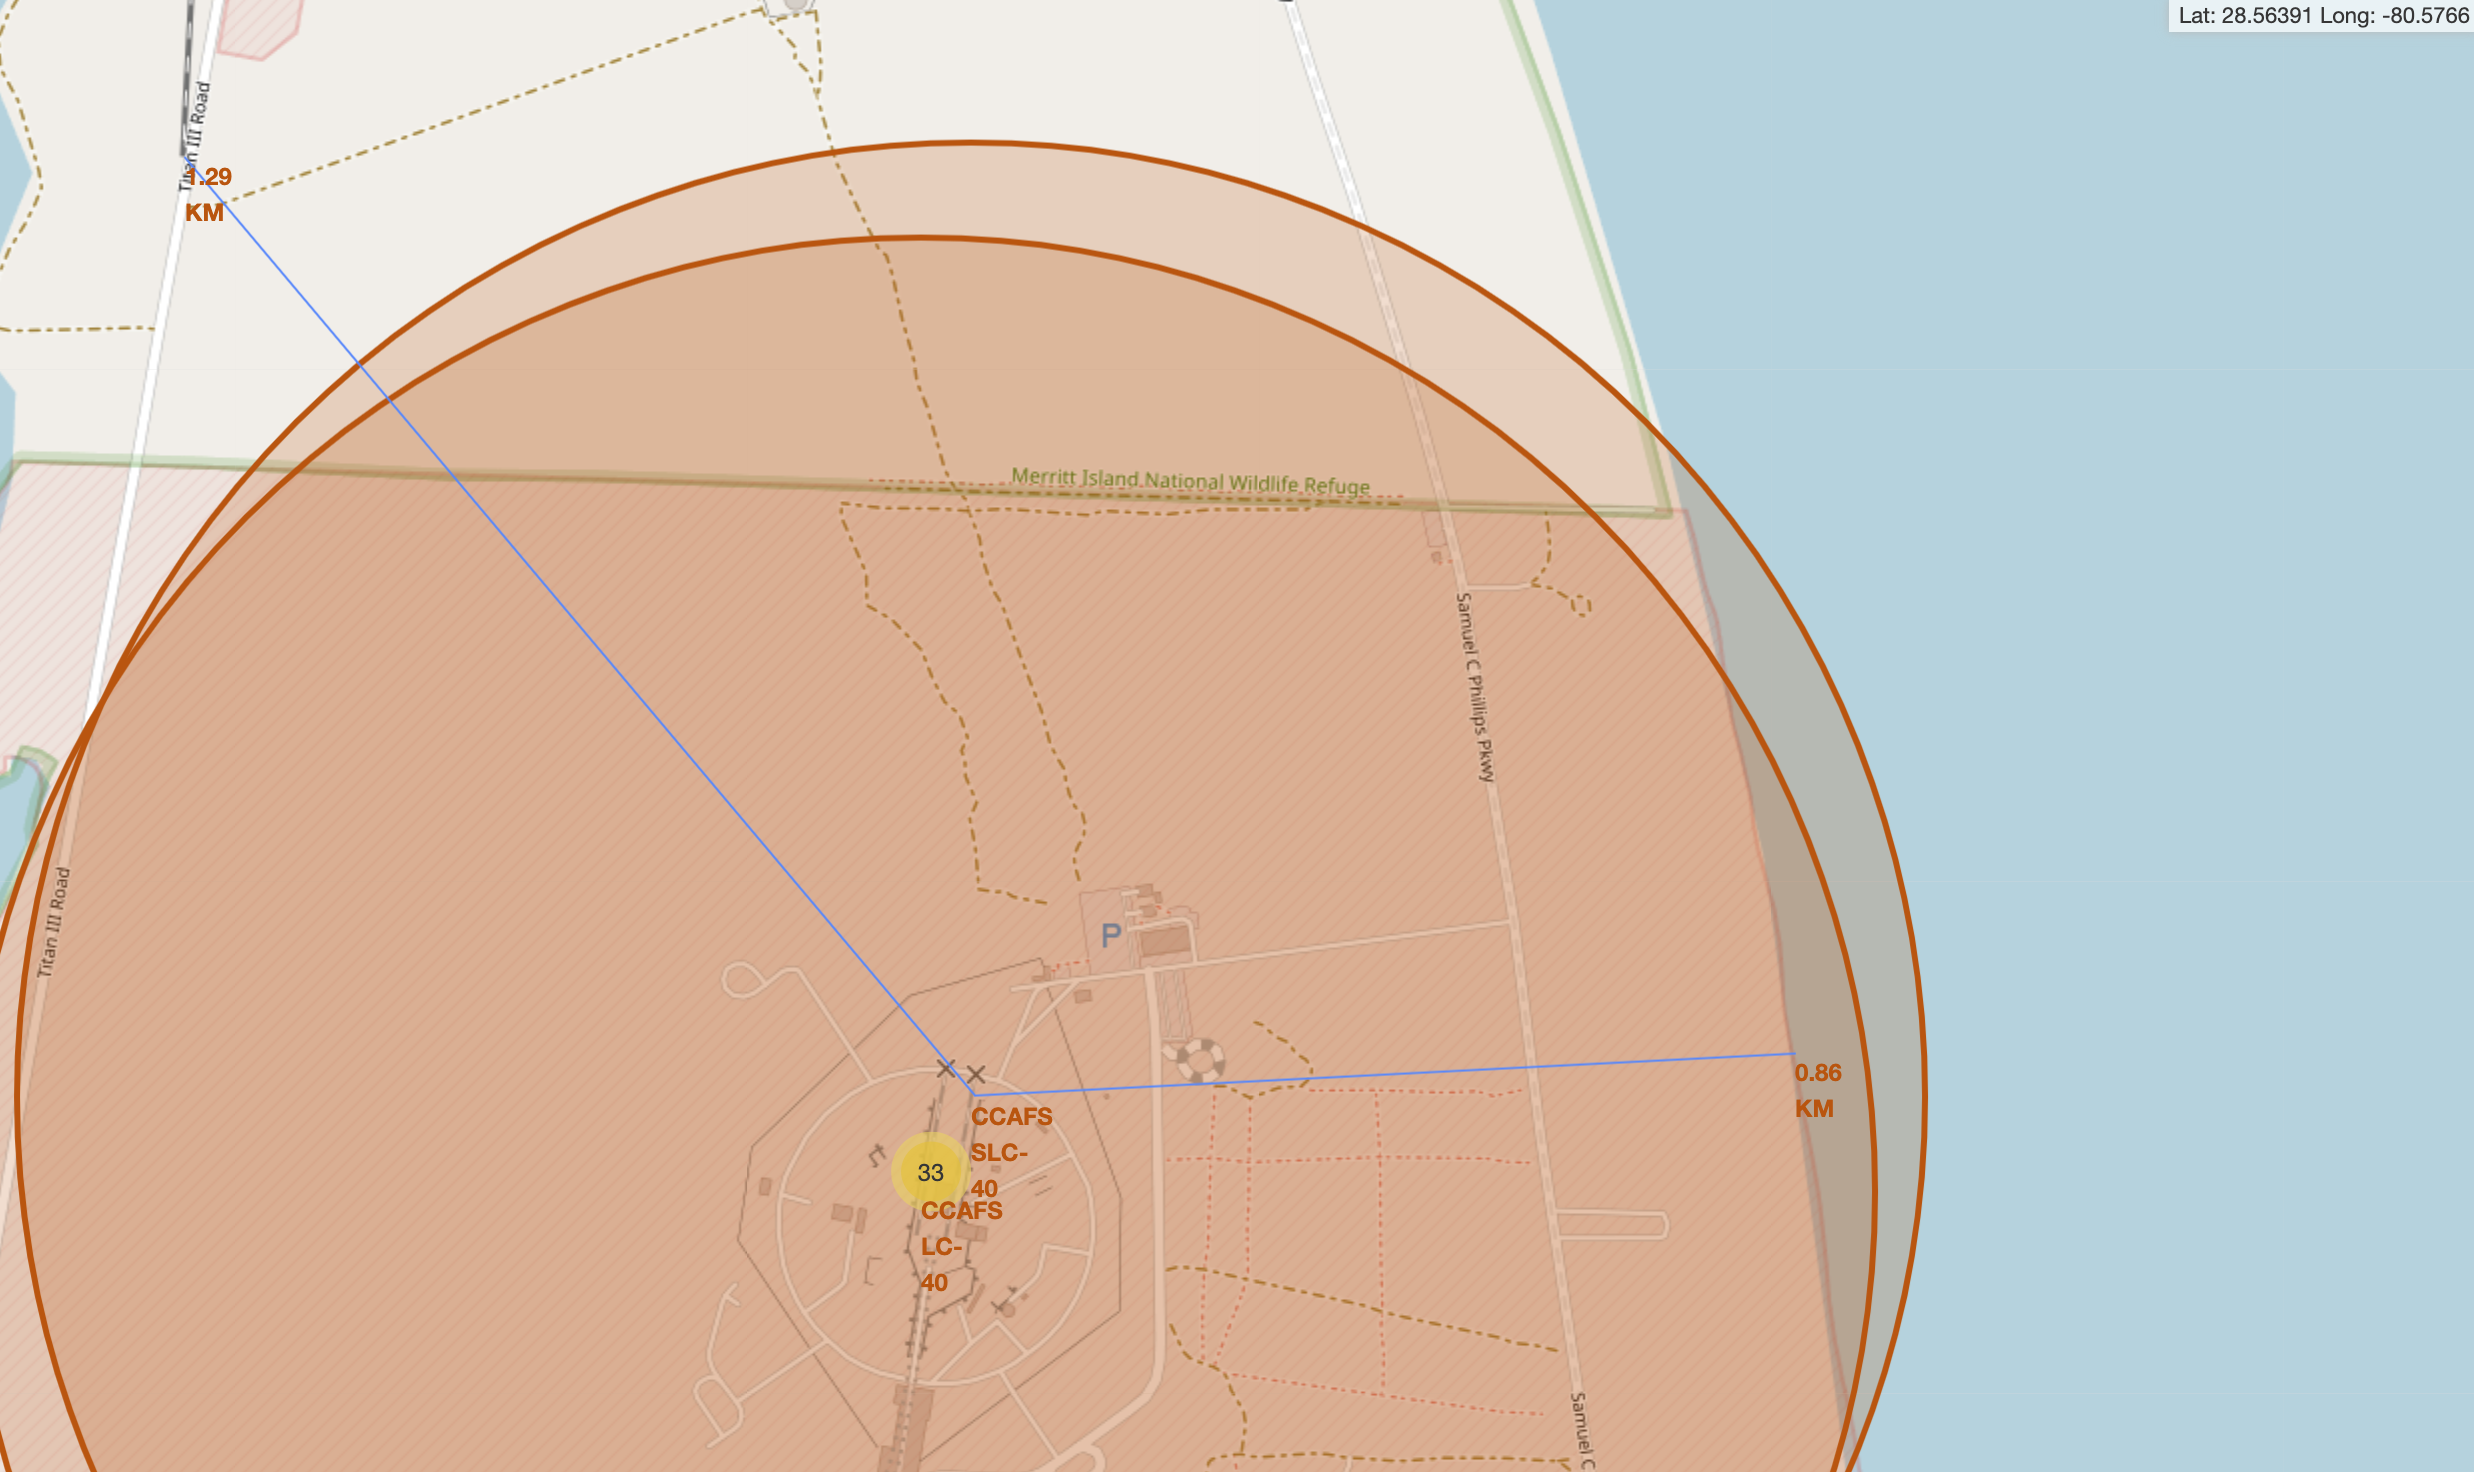 Lat: 28.56391 Long: -80.5766
Titan III Road
1.29
KM
Merritt Island National Wildlife Refuge
Samuel C Phillips Pkwy
Titan III Road
P
0.86
KM
CCAFS
SLC-
40
33
CCAFS
LC-
40
Samuel C